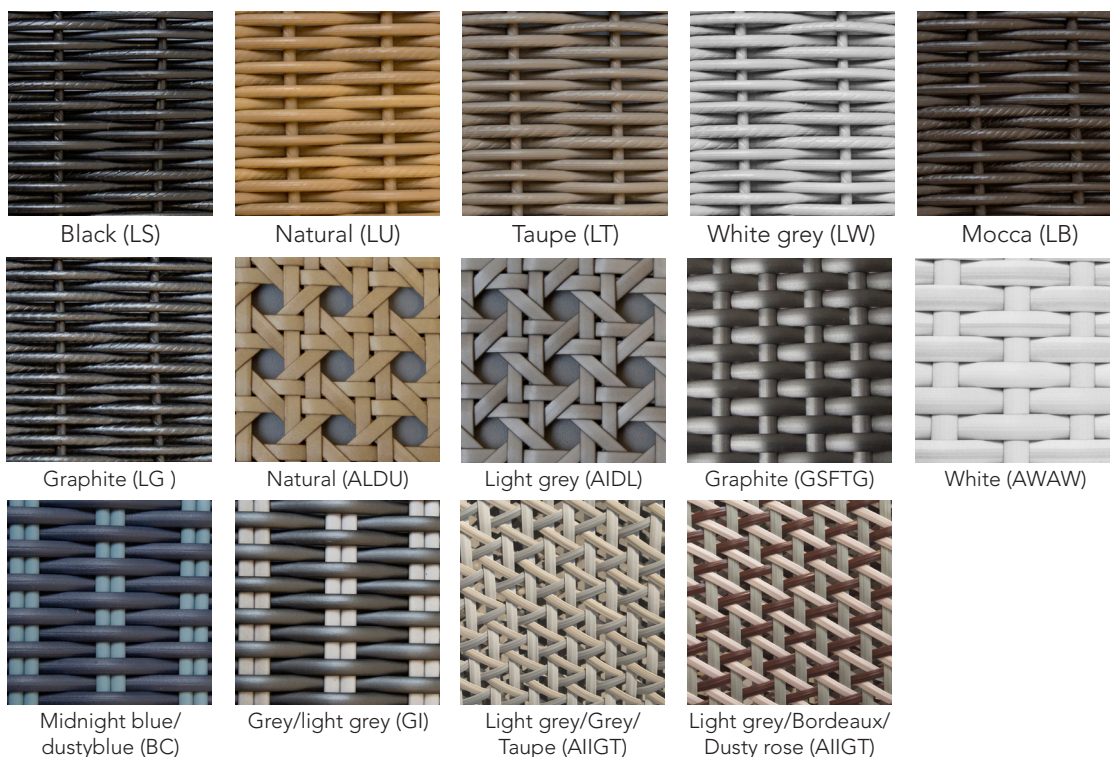 Black (LS)
Natural (LU)
Taupe (LT)
White grey (LW)
Mocca (LB)
Graphite (LG )
Natural (ALDU)
Light grey (AIDL)
Graphite (GSFTG)
White (AWAW)
Midnight blue/
dustyblue (BC)
Grey/light grey (GI)
Light grey/Grey/
Taupe (AIIGT)
Light grey/Bordeaux/
Dusty rose (AIIGT)